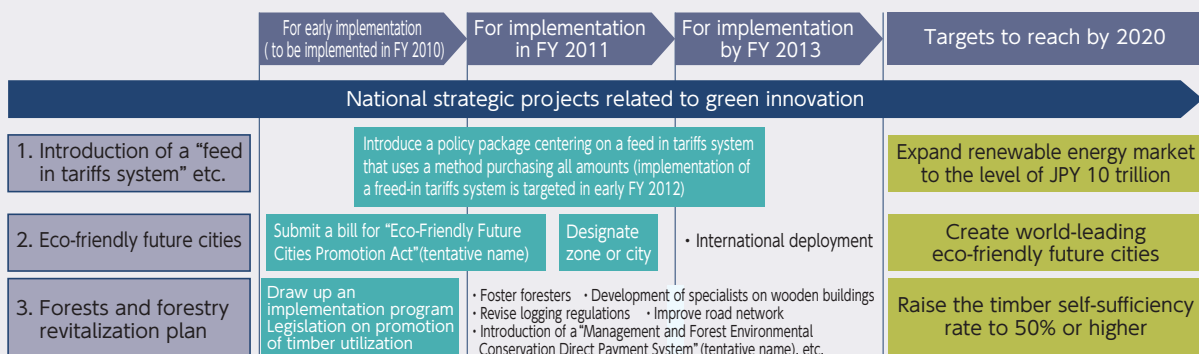 For early implementation
( to be implemented in FY 2010)
For implementation
in FY 2011
For implementation
by FY 2013
Targets to reach by 2020
National strategic projects related to green innovation
1. Introduction of a “feed
in tariffs system” etc.
Introduce a policy package centering on a feed in tariffs system
that uses a method purchasing all amounts (implementation of
a freed-in tariffs system is targeted in early FY 2012)
Expand renewable energy market
to the level of JPY 10 trillion
2. Eco-friendly future cities
Submit a bill for “Eco-Friendly Future
Cities Promotion Act”(tentative name)
Designate
zone or city
・International deployment
Create world-leading
eco-friendly future cities
3. Forests and forestry
revitalization plan
Draw up an
implementation program
Legislation on promotion
of timber utilization
・Foster foresters ・Development of specialists on wooden buildings
・Revise logging regulations ・Improve road network
・Introduction of a“Management and Forest Environmental
Conservation Direct Payment System”(tentative name), etc.
Raise the timber self-sufficiency
rate to 50% or higher